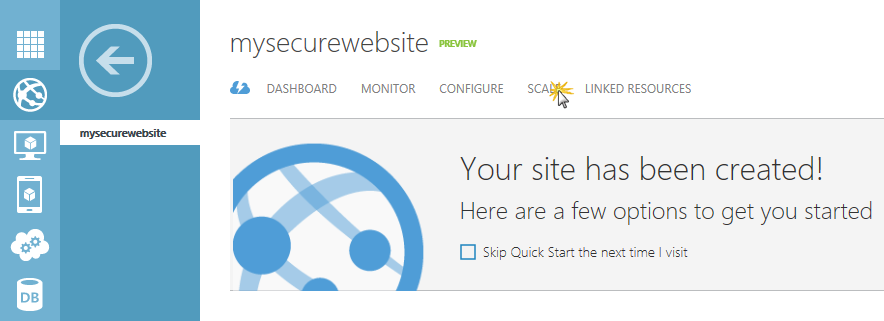 mysecurewebsite PREVIEW
DASHBOARD MONITOR CONFIGURE LINKED RESOURCES
mysecurewebsite
Your site has been created!
Here are a few options to get you started
Skip Quick Start the next time I visit
DB